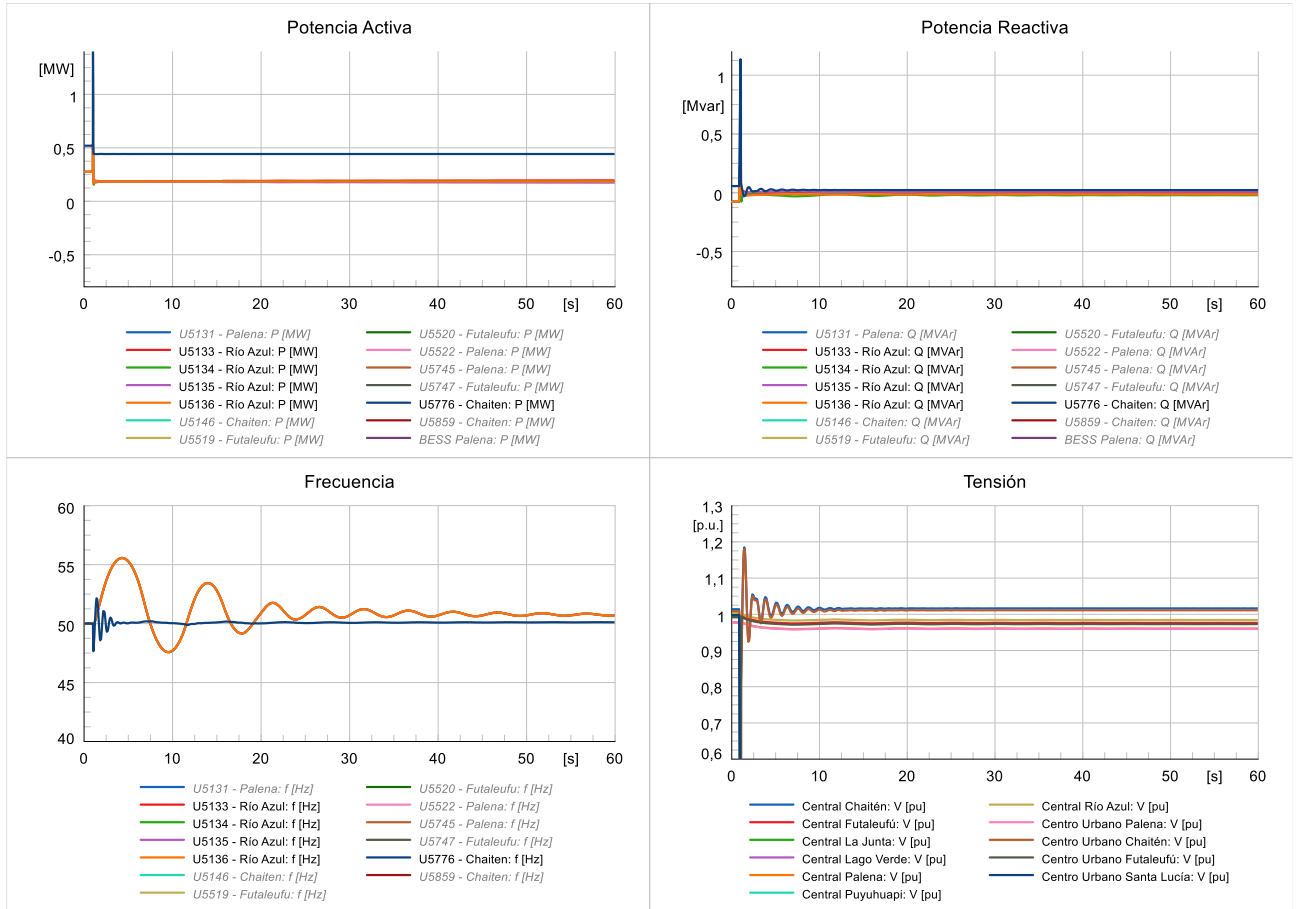 Potencia Activa
[MW]
1
0,5
0
-0,5
0 10 20 30 40 50 [s] 60
U5131 - Palena: P [MW] U5520 - Futaleufu: P [MW]
U5133 - Río Azul: P [MW] U5522 - Palena: P [MW]
U5134 - Río Azul: P [MW] U5745 - Palena: P [MW]
U5135 - Río Azul: P [MW] U5747 - Futaleufu: P [MW]
U5136 - Río Azul: P [MW] U5776 - Chaiten: P [MW]
U5146 - Chaiten: P [MW] U5859 - Chaiten: P [MW]
U5519 - Futaleufu: P [MW] BESS Palena: P [MW]
Potencia Reactiva
1
[Mvar]
0,5
0
-0,5
0 10 20 30 40 50 [s] 60
U5131 - Palena: Q [MVAr] U5520 - Futaleufu: Q [MVAr]
U5133 - Río Azul: Q [MVAr] U5522 - Palena: Q [MVAr]
U5134 - Río Azul: Q [MVAr] U5745 - Palena: Q [MVAr]
U5135 - Río Azul: Q [MVAr] U5747 - Futaleufu: Q [MVAr]
U5136 - Río Azul: Q [MVAr] U5776 - Chaiten: Q [MVAr]
U5146 - Chaiten: Q [MVAr] U5859 - Chaiten: Q [MVAr]
U5519 - Futaleufu: Q [MVAr] BESS Palena: Q [MVAr]
Frecuencia
60
55
50
45
40
0 10 20 30 40 50 [s] 60
U5131 - Palena: f [Hz] U5520 - Futaleufu: f [Hz]
U5133 - Río Azul: f [Hz] U5522 - Palena: f [Hz]
U5134 - Río Azul: f [Hz] U5745 - Palena: f [Hz]
U5135 - Río Azul: f [Hz] U5747 - Futaleufu: f [Hz]
U5136 - Río Azul: f [Hz] U5776 - Chaiten: f [Hz]
U5146 - Chaiten: f [Hz] U5859 - Chaiten: f [Hz]
U5519 - Futaleufu: f [Hz]
Tensión
1,3
[p.u.]
1,2
1,1
1
0,9
0,8
0,7
0,6
0 10 20 30 40 50 [s] 60
Central Chaitén: V [pu] Central Río Azul: V [pu]
Central Futaleufú: V [pu] Centro Urbano Palena: V [pu]
Central La Junta: V [pu] Centro Urbano Chaitén: V [pu]
Central Lago Verde: V [pu] Centro Urbano Futaleufú: V [pu]
Central Palena: V [pu] Centro Urbano Santa Lucía: V [pu]
Central Puyuhuapi: V [pu]